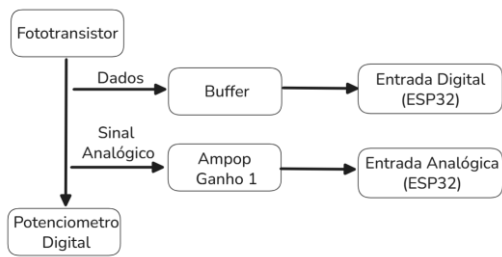 Fototransistor
Dados
Buffer
Entrada Digital
(ESP32)
Sinal
Analógico
Ampop
Ganho 1
Entrada Analógica
(ESP32)
Potenciometro
Digital